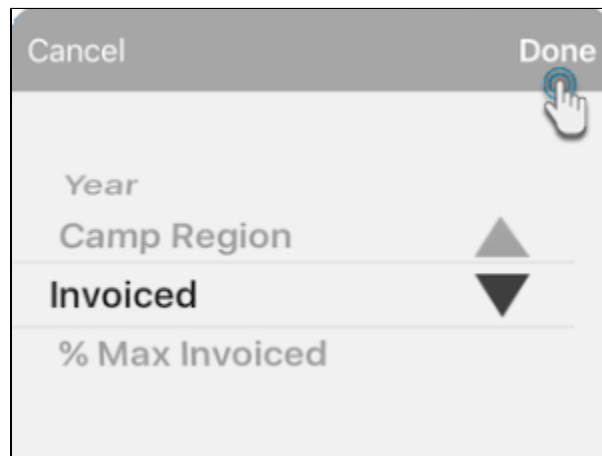 Cancel Done
Year
Camp Region
Invoiced
% Max Invoiced